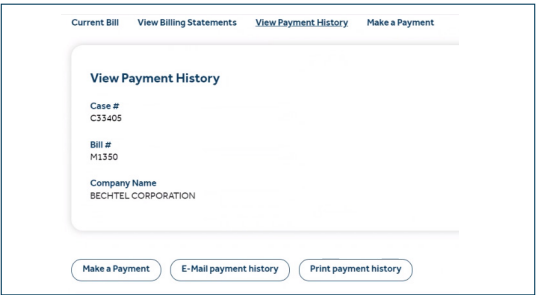 Current Bill View Billing Statements View Payment History Make a Payment
View Payment History
Case #
C33405
Bill #
M1350
Company Name
BECHTEL CORPORATION
Make a Payment E-Mail payment history Print payment history